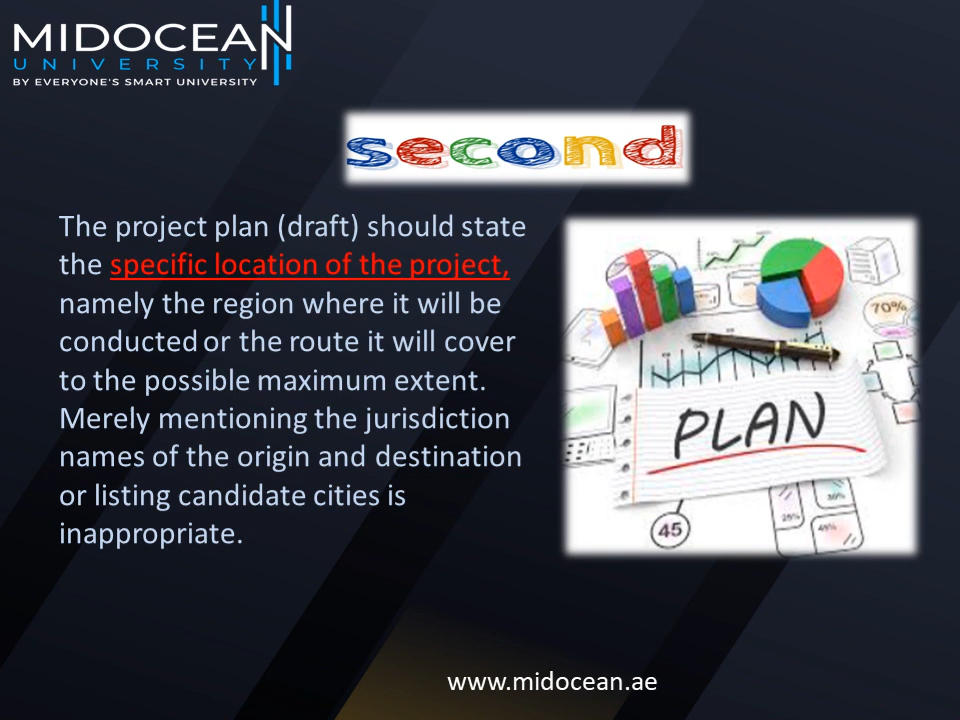 MIDOCEAN
UNIVERSITY
BY EVERYONE'S SMART UNIVERSITY
second
The project plan (draft) should state
the specific location of the project,
namely the region where it will be
conducted or the route it will cover
to the possible maximum extent.
Merely mentioning the jurisdiction
names of the origin and destination
or listing candidate cities is
inappropriate.
70%
PLAN
45
30%
25%
45%
www.midocean.ae